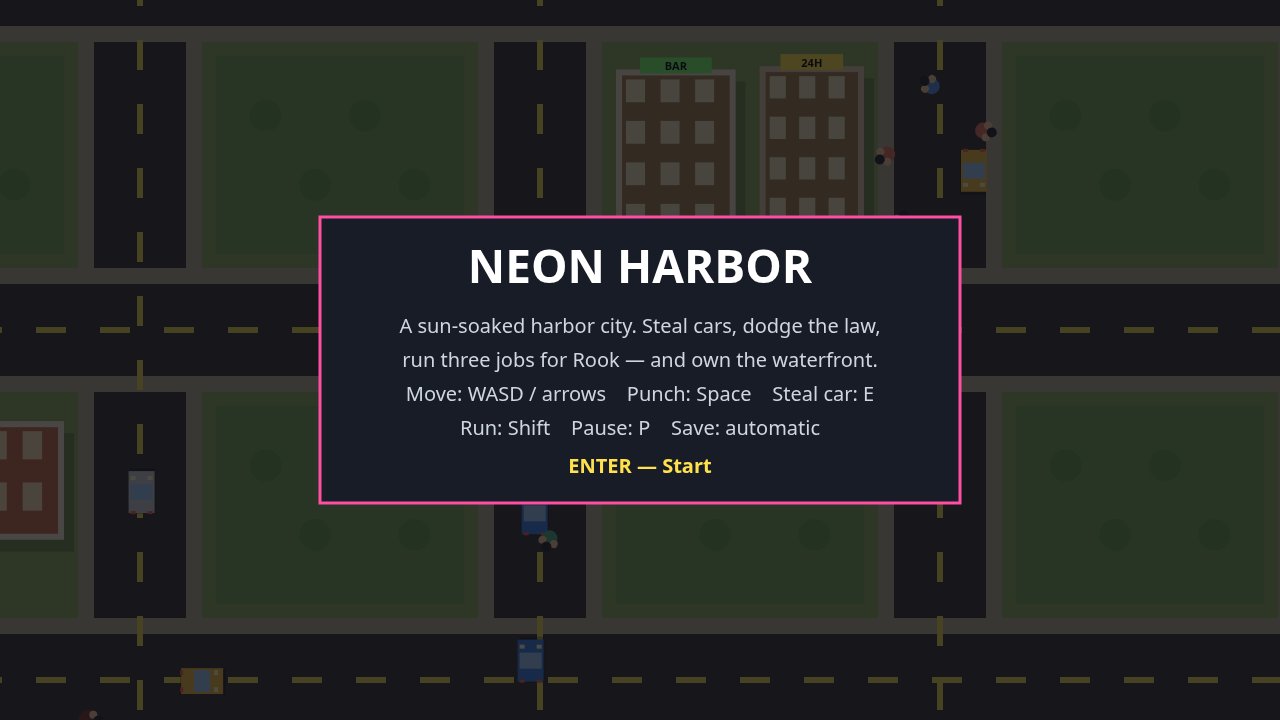 BAR
24H
NEON HARBOR
A sun-soaked harbor city. Steal cars, dodge the law,
run three jobs for Rook — and own the waterfront.
Move: WASD / arrows    Punch: Space    Steal car: E
Run: Shift    Pause: P    Save: automatic
ENTER — Start